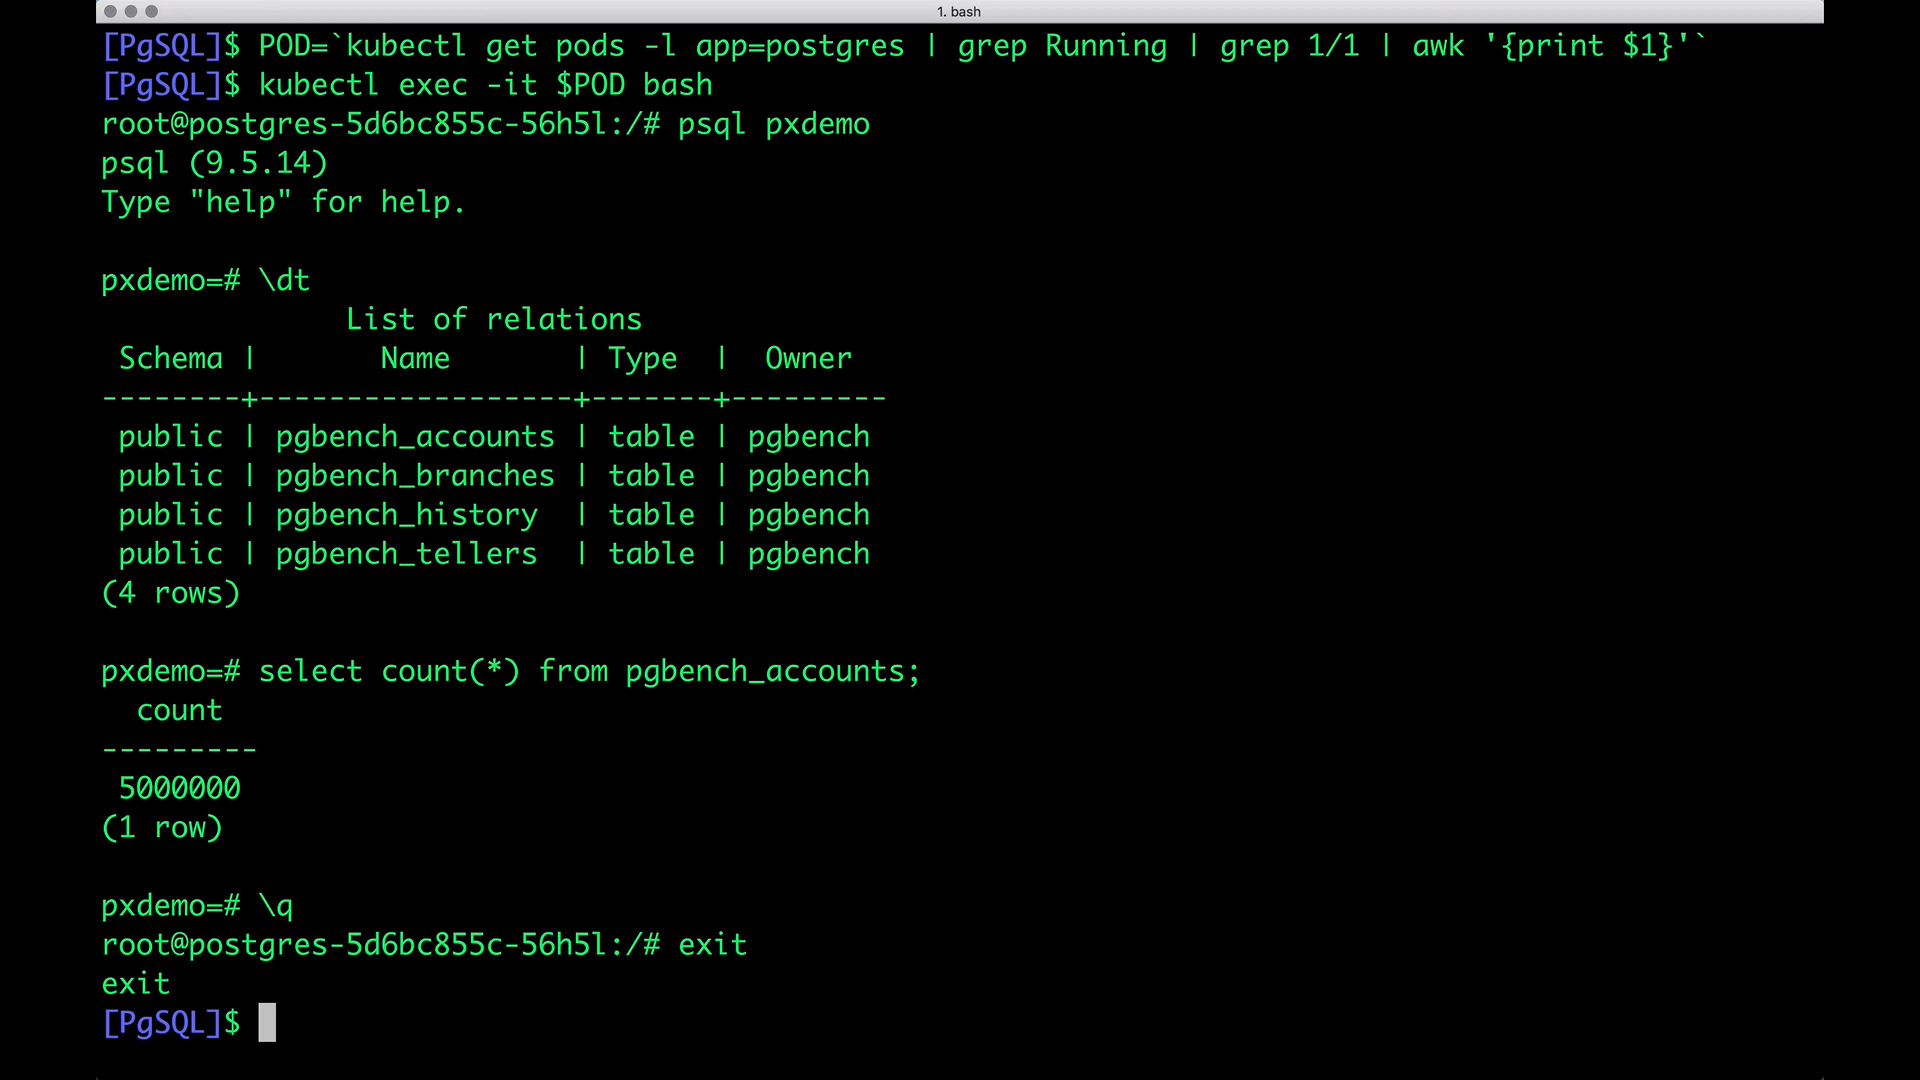 1. bash
[PgSQL]$ POD=`kubectl get pods -l app=postgres | grep Running | grep 1/1 | awk '{print $1}'`
[PgSQL]$ kubectl exec -it $POD bash
root@postgres-5d6bc855c-56h5l:/# psql pxdemo
psql (9.5.14)
Type "help" for help.

pxdemo=# \dt
              List of relations
 Schema |       Name       | Type  |  Owner
--------+------------------+-------+---------
 public | pgbench_accounts | table | pgbench
 public | pgbench_branches | table | pgbench
 public | pgbench_history  | table | pgbench
 public | pgbench_tellers  | table | pgbench
(4 rows)

pxdemo=# select count(*) from pgbench_accounts;
  count
---------
 5000000
(1 row)

pxdemo=# \q
root@postgres-5d6bc855c-56h5l:/# exit
exit
[PgSQL]$